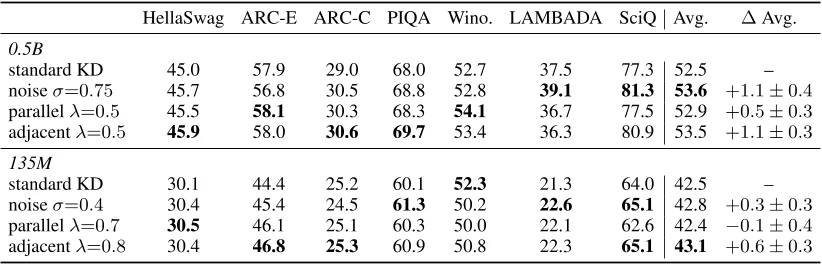 HellaSwag ARC-E ARC-C PIQA Wino. LAMBADA SciQ Avg. Δ Avg.
0.5B
standard KD 45.0 57.9 29.0 68.0 52.7 37.5 77.3 52.5 –
noise σ=0.75 45.7 56.8 30.5 68.8 52.8 39.1 81.3 53.6 +1.1 ± 0.4
parallel λ=0.5 45.5 58.1 30.3 68.3 54.1 36.7 77.5 52.9 +0.5 ± 0.3
adjacent λ=0.5 45.9 58.0 30.6 69.7 53.4 36.3 80.9 53.5 +1.1 ± 0.3
135M
standard KD 30.1 44.4 25.2 60.1 52.3 21.3 64.0 42.5 –
noise σ=0.4 30.4 45.4 24.5 61.3 50.2 22.6 65.1 42.8 +0.3 ± 0.3
parallel λ=0.7 30.5 46.1 25.1 60.3 50.0 22.1 62.6 42.4 −0.1 ± 0.4
adjacent λ=0.8 30.4 46.8 25.3 60.9 50.8 22.3 65.1 43.1 +0.6 ± 0.3